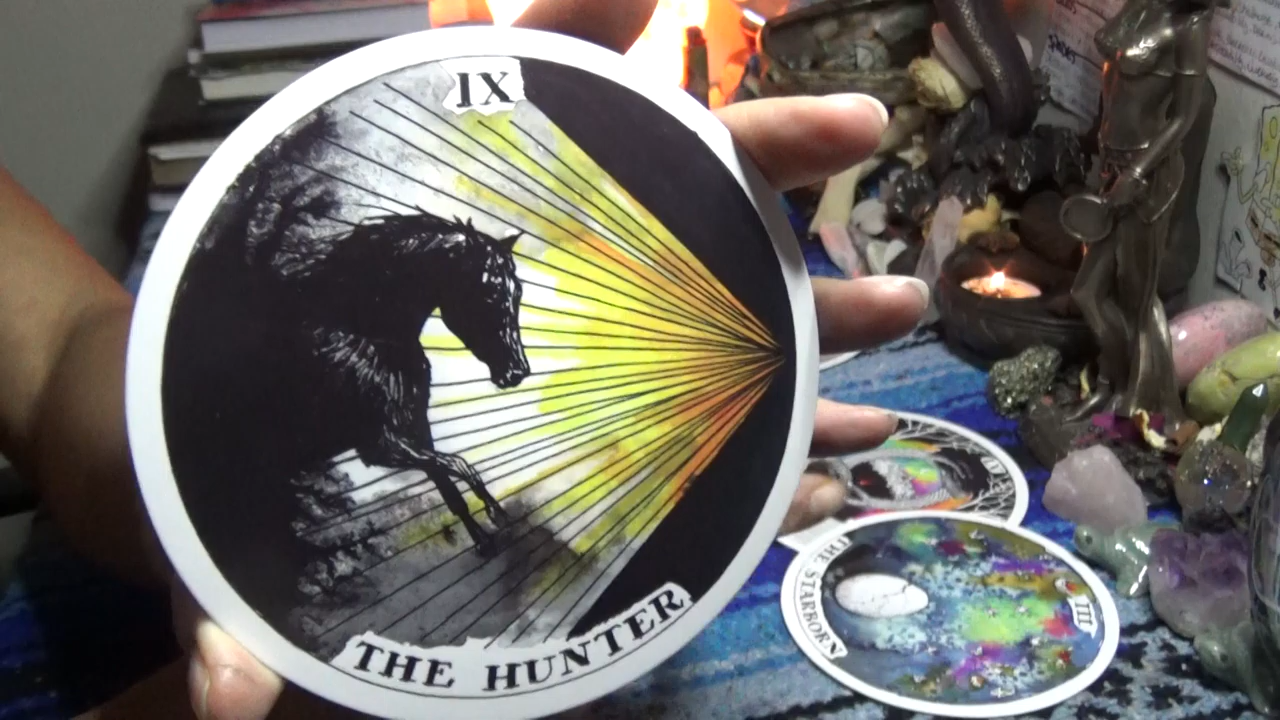 IX
THE HUNTER
THE STARBORN
III